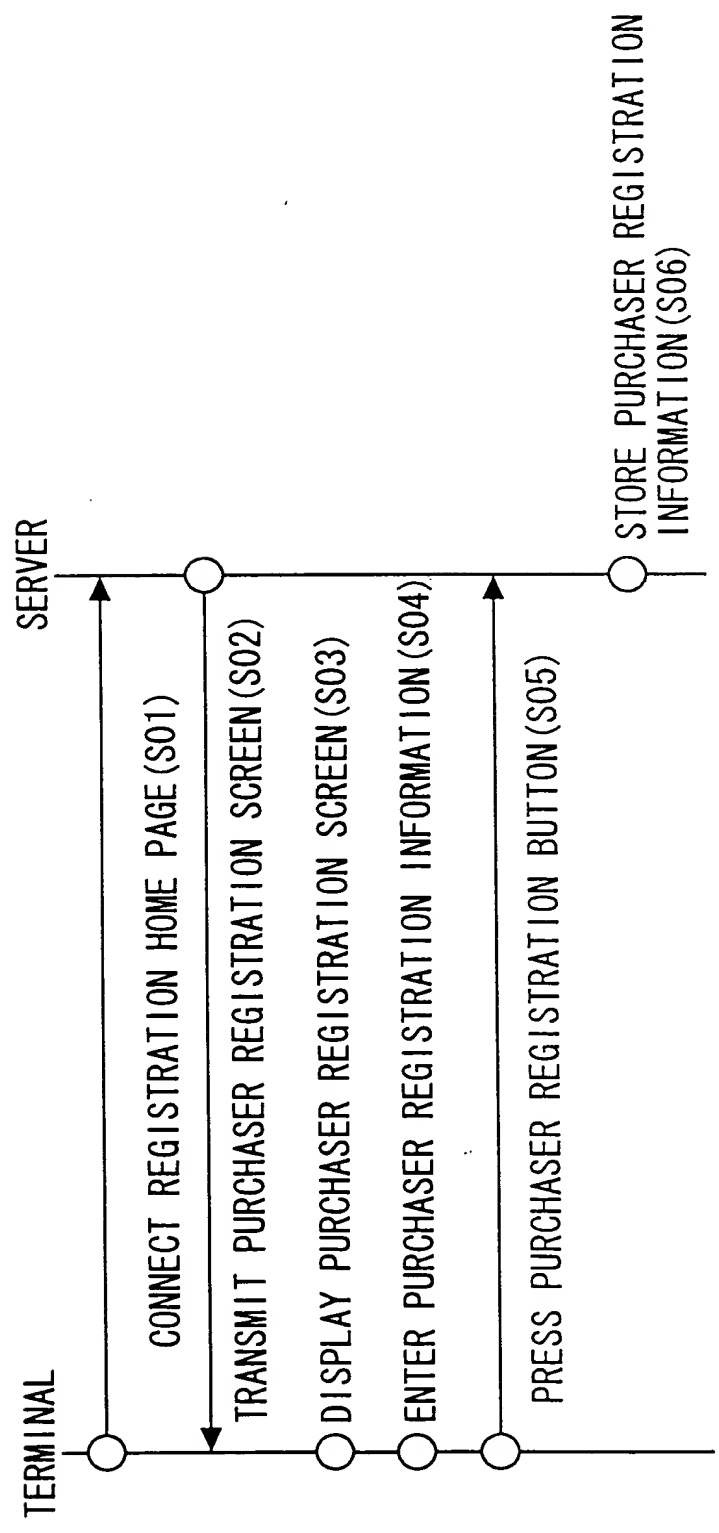 TERMINAL
SERVER
CONNECT REGISTRATION HOME PAGE(S01)
TRANSMIT PURCHASER REGISTRATION SCREEN(S02)
DISPLAY PURCHASER REGISTRATION SCREEN(S03)
ENTER PURCHASER REGISTRATION INFORMATION(S04)
PRESS PURCHASER REGISTRATION BUTTON(S05)
STORE PURCHASER REGISTRATION
INFORMATION(S06)